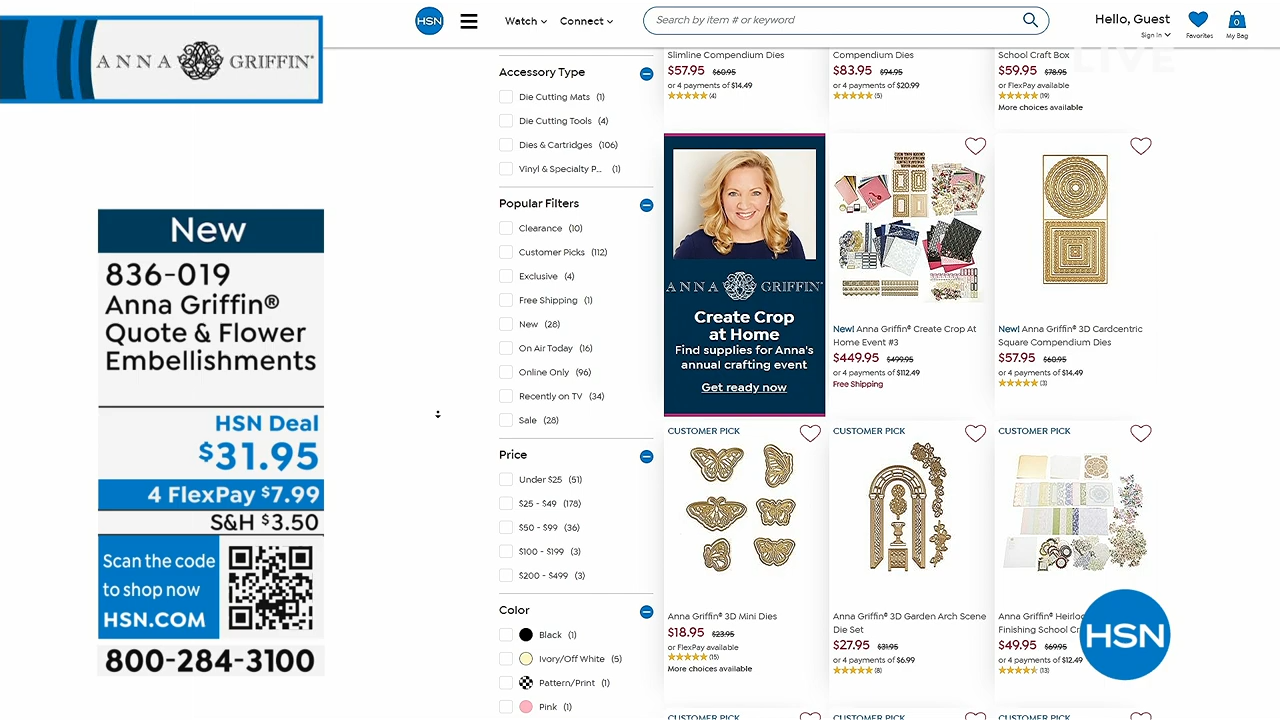 ANNA GRIFFIN®
New
836-019
Anna Griffin®
Quote & Flower
Embellishments
HSN Deal
$31.95
4 FlexPay $7.99
S&H $3.50
Scan the code
to shop now
HSN.COM
800-284-3100
HSN
Watch
Connect
Search by item # or keyword
Hello, Guest
Sign In
Favorites
0
My Bag
LIVE
Accessory Type
Die Cutting Mats (1)
Die Cutting Tools (4)
Dies & Cartridges (106)
Vinyl & Specialty P... (1)
Popular Filters
Clearance (10)
Customer Picks (112)
Exclusive (4)
Free Shipping (1)
New (28)
On Air Today (16)
Online Only (96)
Recently on TV (34)
Sale (28)
Price
Under $25 (51)
$25 - $49 (178)
$50 - $99 (36)
$100 - $199 (3)
$200 - $499 (3)
Color
Black (1)
Ivory/Off White (5)
Pattern/Print (1)
Pink (1)
Slimline Compendium Dies
$57.95 $60.95
or 4 payments of $14.49
(4)
Compendium Dies
$83.95 $94.95
or 4 payments of $20.99
(5)
School Craft Box
$59.95 $78.95
or FlexPay available
(19)
More choices available
ANNA GRIFFIN®
Create Crop
at Home
Find supplies for Anna's
annual crafting event
Get ready now
New! Anna Griffin® Create Crop At
Home Event #3
$449.95 $499.95
or 4 payments of $112.49
Free Shipping
New! Anna Griffin® 3D Cardcentric
Square Compendium Dies
$57.95 $60.95
or 4 payments of $14.49
(3)
CUSTOMER PICK
Anna Griffin® 3D Mini Dies
$18.95 $23.95
or FlexPay available
(15)
More choices available
CUSTOMER PICK
Anna Griffin® 3D Garden Arch Scene
Die Set
$27.95 $31.95
or 4 payments of $6.99
(8)
CUSTOMER PICK
Anna Griffin® Heirlo
Finishing School Cr
$49.95 $69.95
or 4 payments of $12.49
(13)
HSN
CUSTOMER PICK
CUSTOMER PICK
CUSTOMER PICK